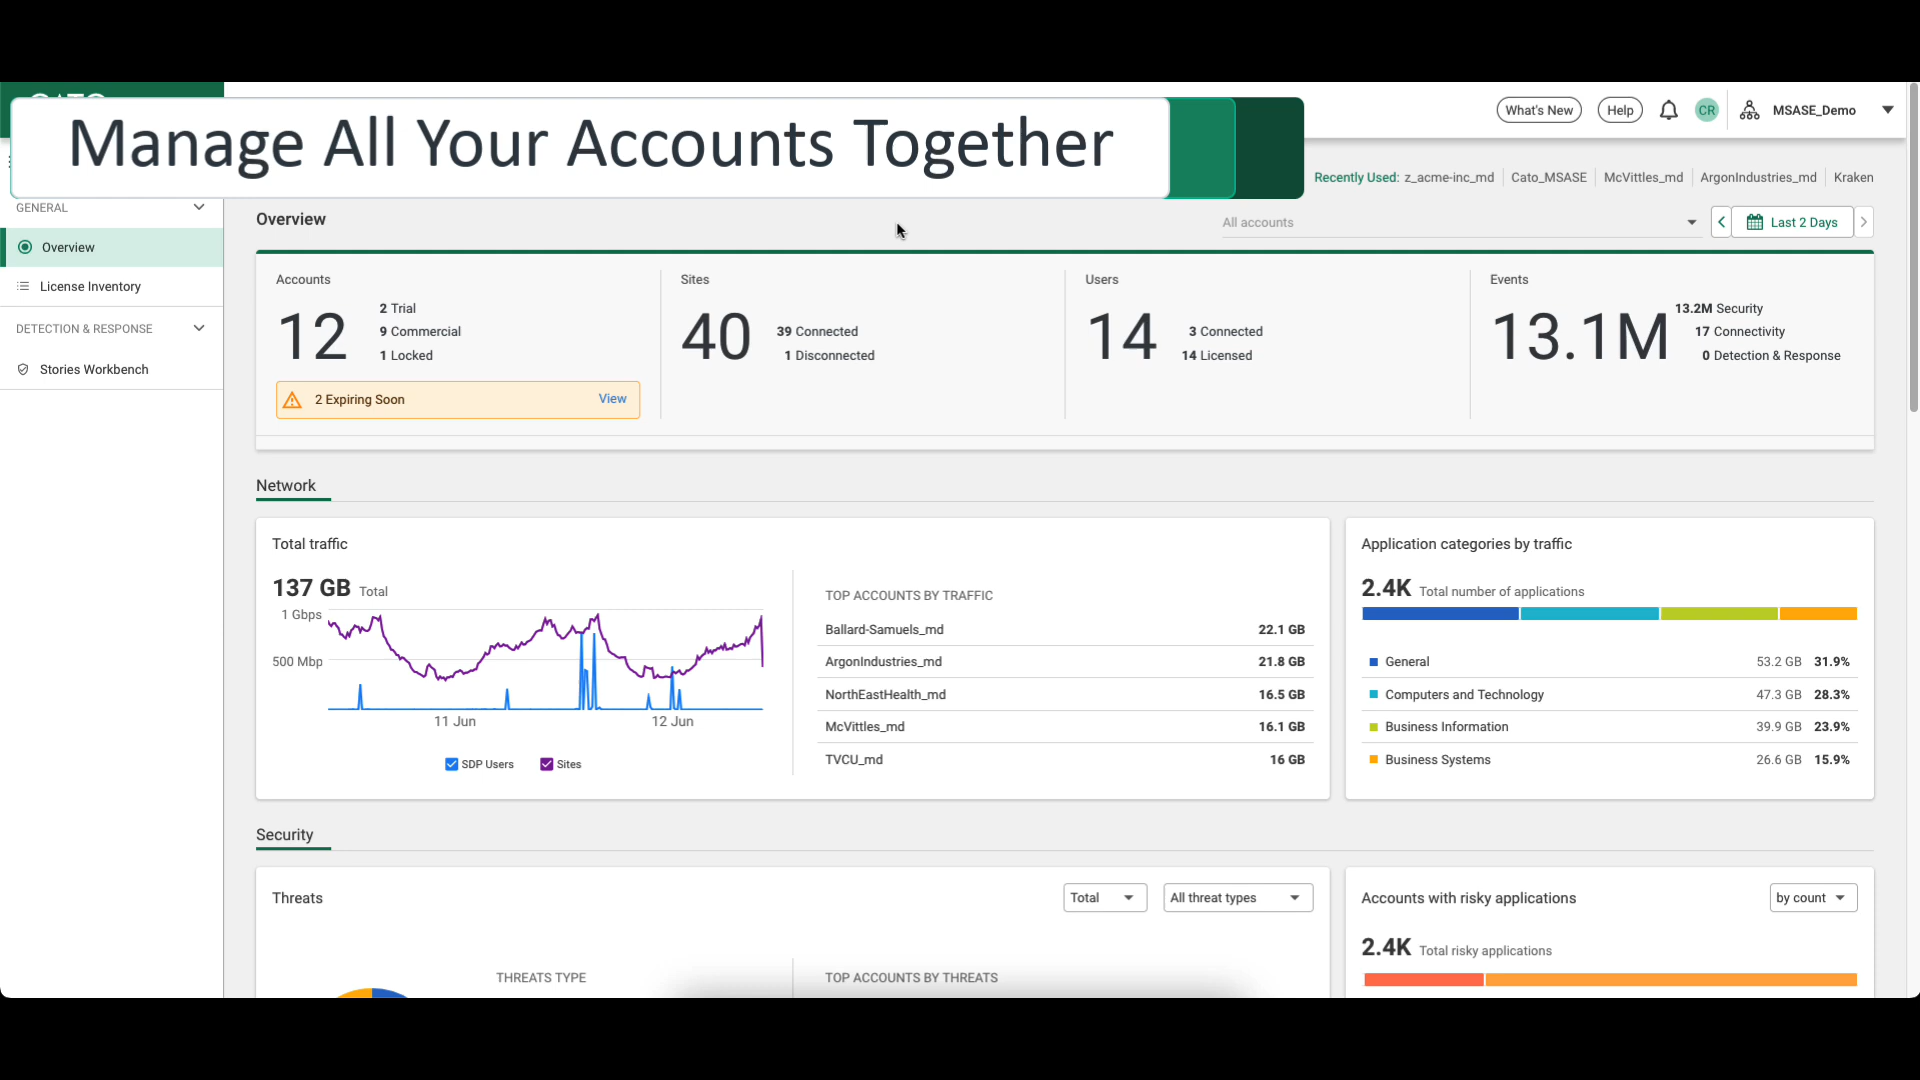 Manage All Your Accounts Together
What's New
Help
CR
MSASE_Demo
Recently Used: z_acme-inc_md
Cato_MSASE
McVittles_md
ArgonIndustries_md
Kraken
GENERAL
Overview
License Inventory
DETECTION & RESPONSE
Stories Workbench
Overview
All accounts
Last 2 Days
Accounts
12
2 Trial
9 Commercial
1 Locked
2 Expiring Soon
View
Sites
40
39 Connected
1 Disconnected
Users
14
3 Connected
14 Licensed
Events
13.1M
13.2M Security
17 Connectivity
0 Detection & Response
Network
Total traffic
137 GB Total
1 Gbps
500 Mbp
11 Jun
12 Jun
SDP Users
Sites
TOP ACCOUNTS BY TRAFFIC
Ballard-Samuels_md 22.1 GB
ArgonIndustries_md 21.8 GB
NorthEastHealth_md 16.5 GB
McVittles_md 16.1 GB
TVCU_md 16 GB
Application categories by traffic
2.4K Total number of applications
General 53.2 GB 31.9%
Computers and Technology 47.3 GB 28.3%
Business Information 39.9 GB 23.9%
Business Systems 26.6 GB 15.9%
Security
Threats
Total
All threat types
THREATS TYPE
TOP ACCOUNTS BY THREATS
Accounts with risky applications
by count
2.4K Total risky applications